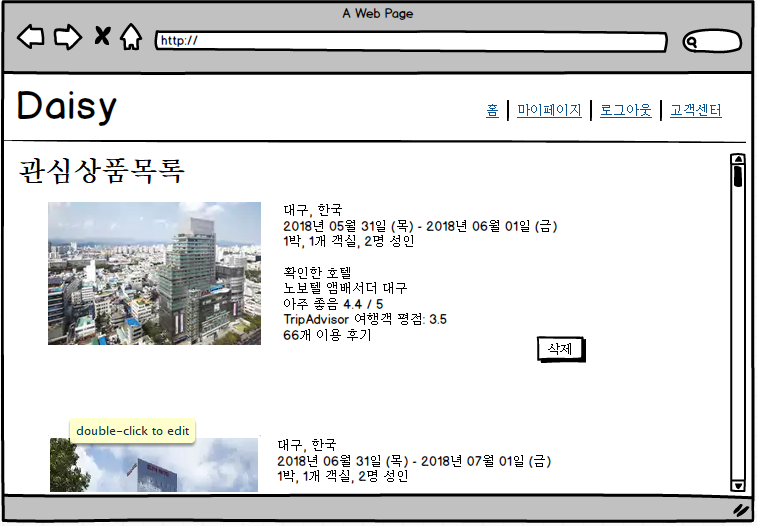 A Web Page
http://
Daisy
홈 | 마이페이지 | 로그아웃 | 고객센터
관심상품목록
대구, 한국
2018년 05월 31일 (목) - 2018년 06월 01일 (금)
1박, 1개 객실, 2명 성인
확인한 호텔
노보텔 앰배서더 대구
아주 좋음 4.4 / 5
TripAdvisor 여행객 평점: 3.5
66개 이용 후기
삭제
double-click to edit
대구, 한국
2018년 06월 31일 (목) - 2018년 07월 01일 (금)
1박, 1개 객실, 2명 성인